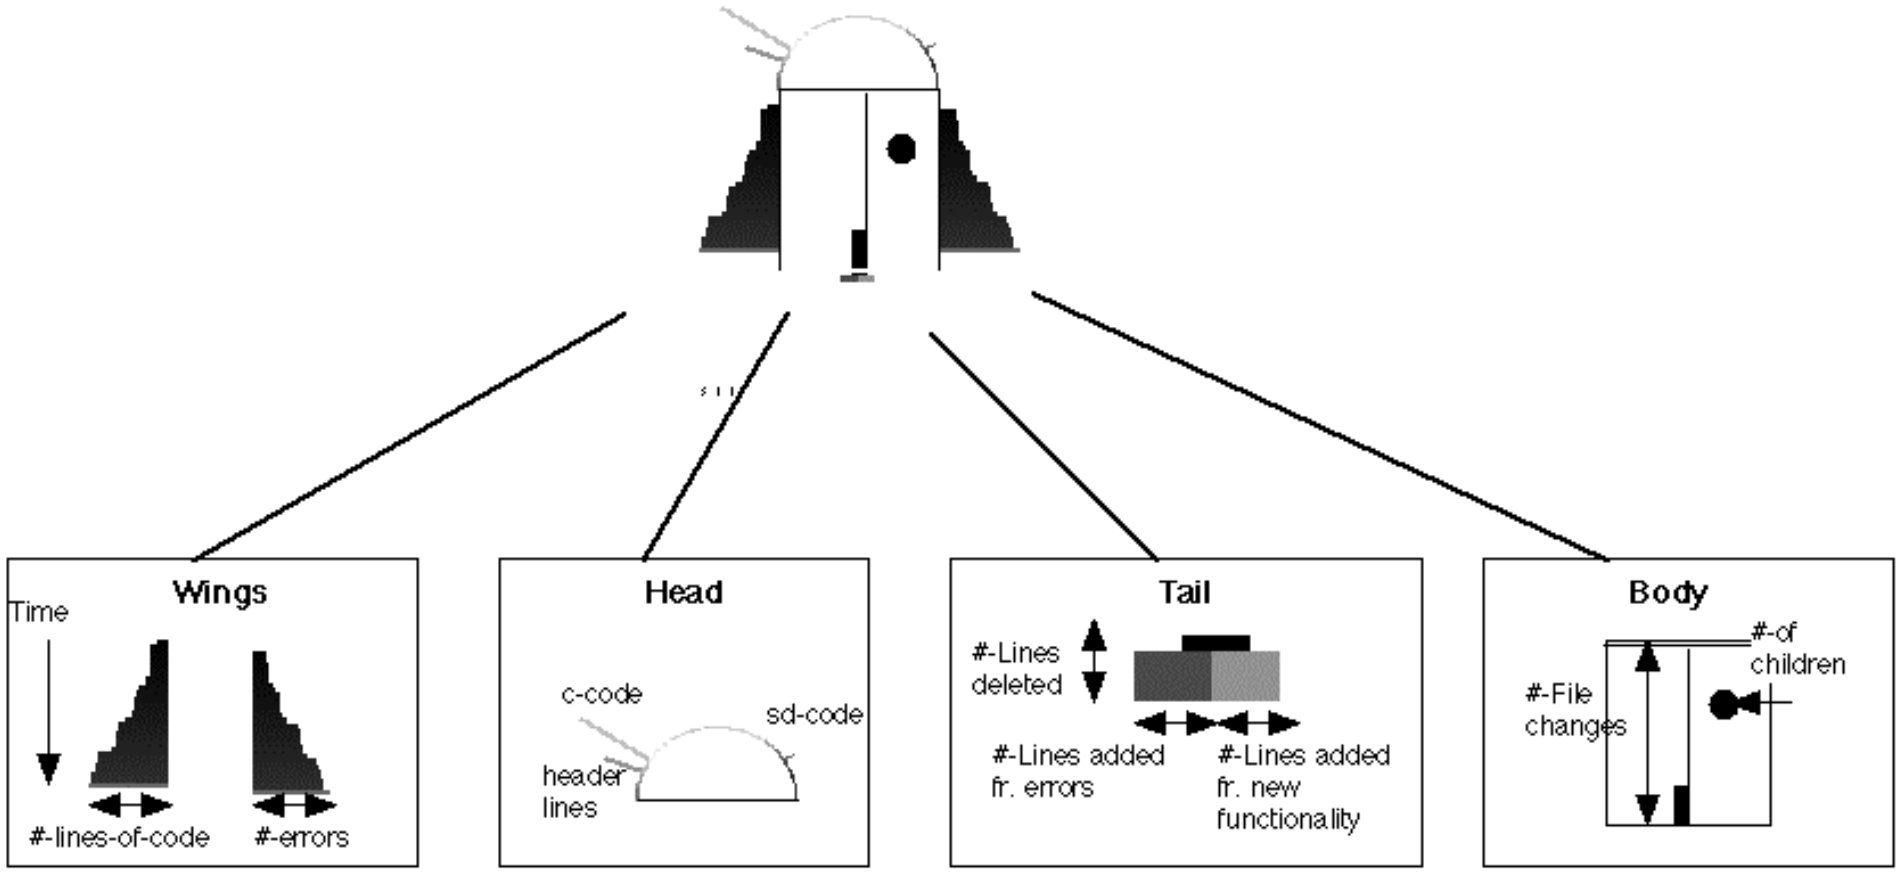 Wings
Time
#-lines-of-code
#-errors
Head
c-code
sd-code
header
lines
Tail
#-Lines
deleted
#-Lines added
fr. errors
#-Lines added
fr. new
functionality
Body
#-of
children
#-File
changes